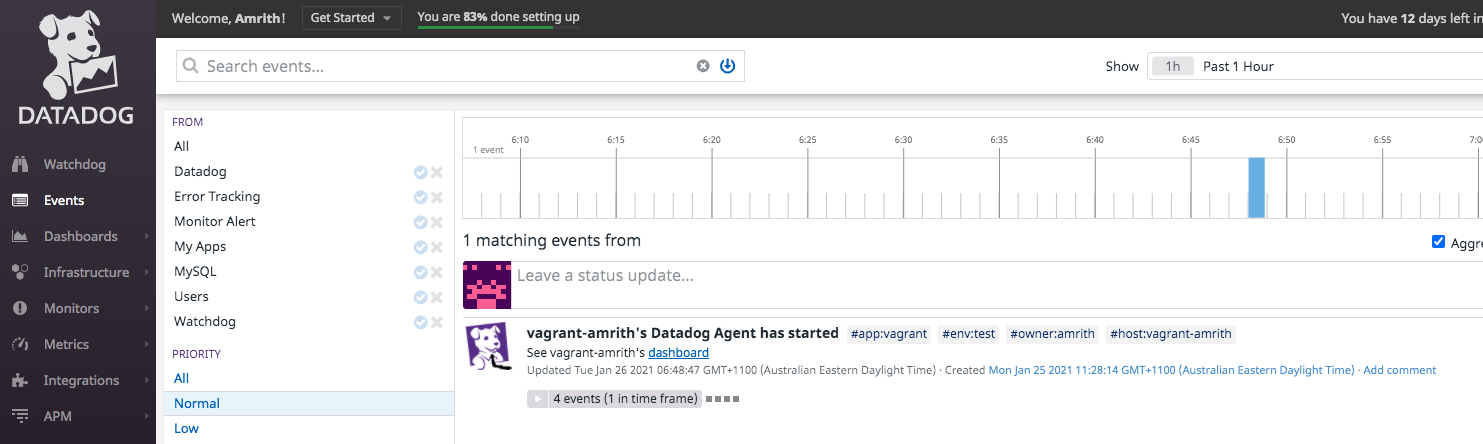 DATADOG
Watchdog
Events
Dashboards
Infrastructure
Monitors
Metrics
Integrations
APM
Welcome, Amrith!
Get Started
You are 83% done setting up
You have 12 days left in
Search events...
Show
1h
Past 1 Hour
FROM
All
Datadog
Error Tracking
Monitor Alert
My Apps
MySQL
Users
Watchdog
PRIORITY
All
Normal
Low
6:10 6:15 6:20 6:25 6:30 6:35 6:40 6:45 6:50 6:55 7:0
1 event
1 matching events from
Aggre
Leave a status update...
vagrant-amrith's Datadog Agent has started #app:vagrant #env:test #owner:amrith #host:vagrant-amrith
See vagrant-amrith's dashboard
Updated Tue Jan 26 2021 06:48:47 GMT+1100 (Australian Eastern Daylight Time) · Created Mon Jan 25 2021 11:28:14 GMT+1100 (Australian Eastern Daylight Time) · Add comment
4 events (1 in time frame)